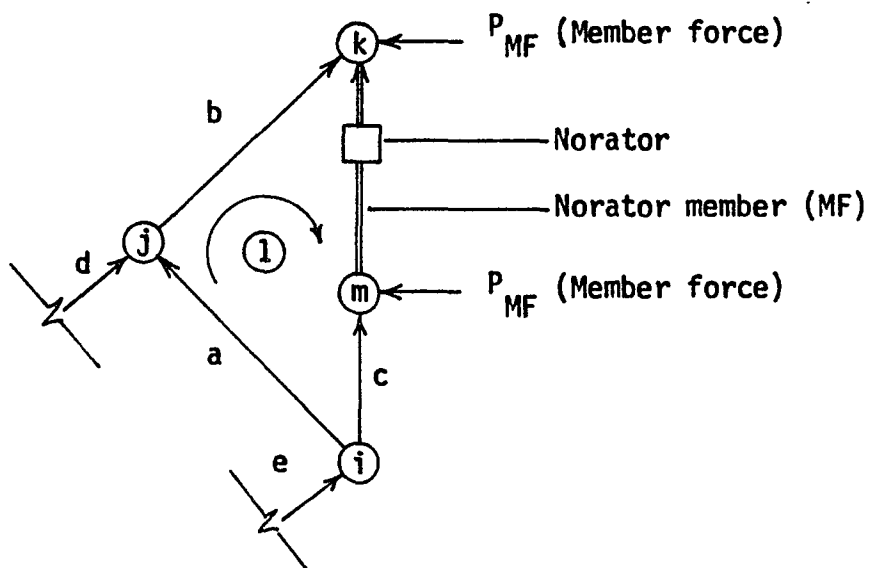 k
P_MF (Member force)
b
Norator
Norator member (MF)
j
1
d
m
P_MF (Member force)
a
c
e
i